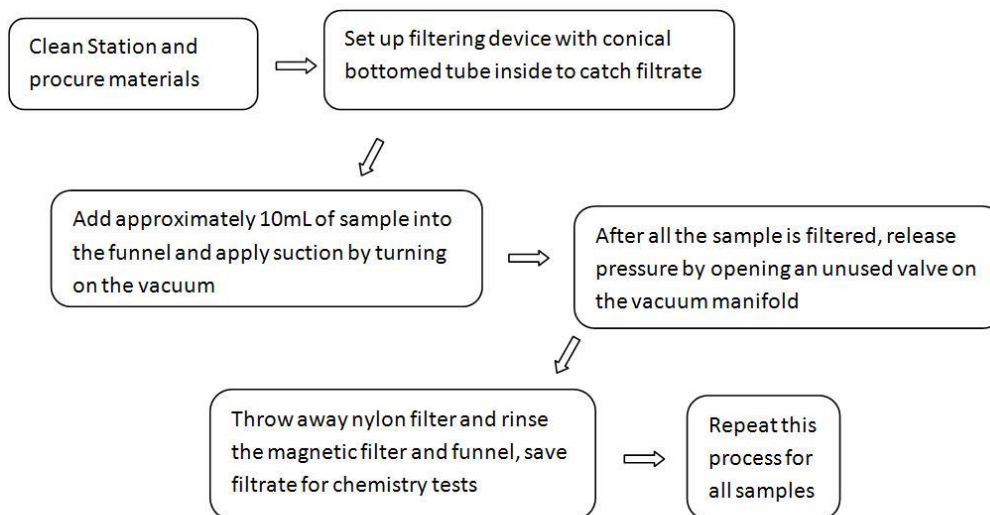 Clean Station and
procure materials
Set up filtering device with conical
bottomed tube inside to catch filtrate
Add approximately 10mL of sample into
the funnel and apply suction by turning
on the vacuum
After all the sample is filtered, release
pressure by opening an unused valve on
the vacuum manifold
Throw away nylon filter and rinse
the magnetic filter and funnel, save
filtrate for chemistry tests
Repeat this
process for
all samples